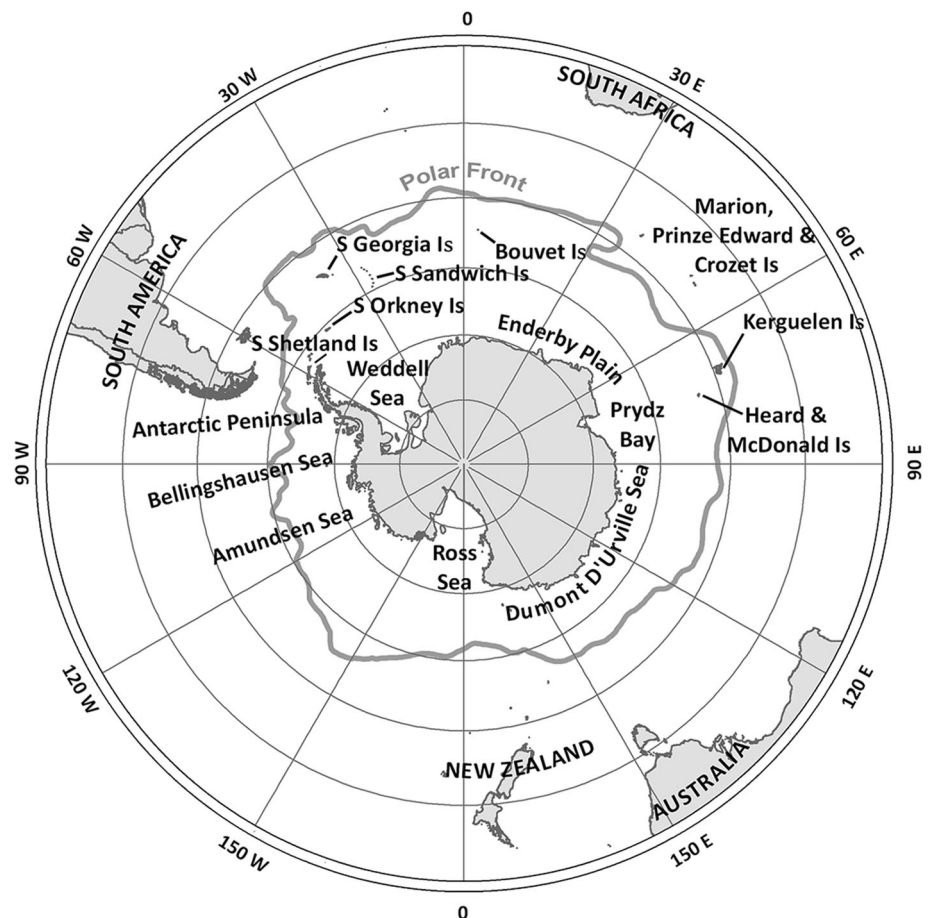 0
30 W
30 E
SOUTH AFRICA
Polar Front
60 W
60 E
Marion,
Prinze Edward &
Crozet Is
S Georgia Is
Bouvet Is
S Sandwich Is
SOUTH AMERICA
S Orkney Is
Kerguelen Is
S Shetland Is
Enderby Plain
Weddell
Sea
Antarctic Peninsula
Prydz
Bay
Heard &
McDonald Is
90 W
90 E
Bellingshausen Sea
Amundsen Sea
Ross
Sea
Dumont D'Urville Sea
120 W
120 E
NEW ZEALAND
AUSTRALIA
150 W
150 E
0